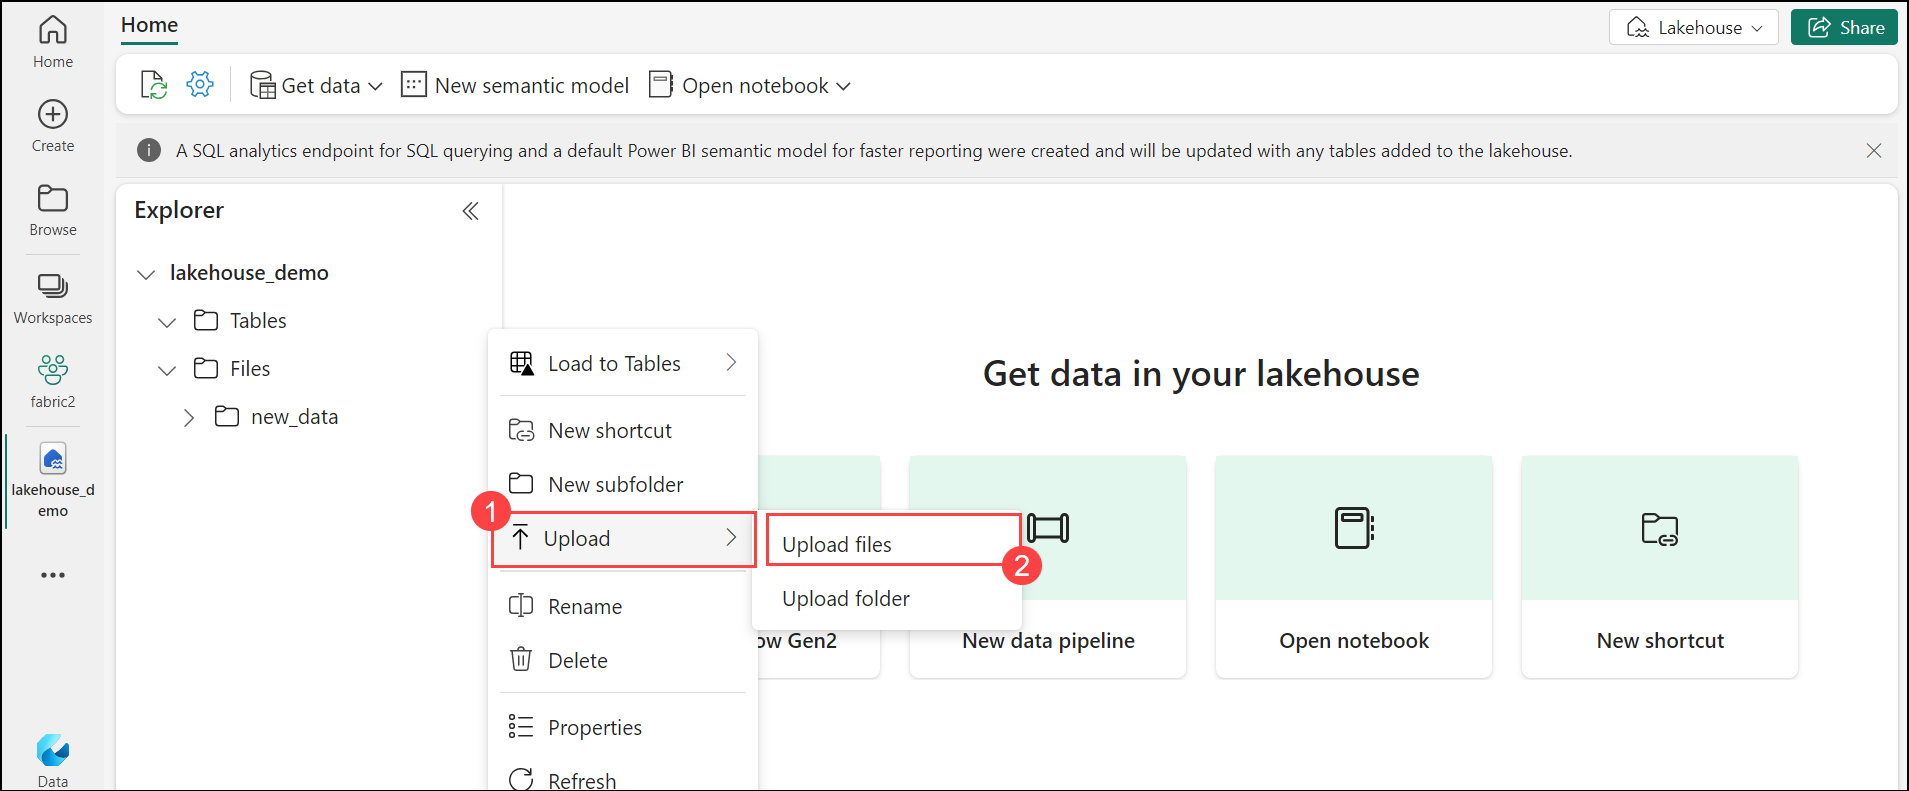 Home
Lakehouse
Share
Get data
New semantic model
Open notebook
A SQL analytics endpoint for SQL querying and a default Power BI semantic model for faster reporting were created and will be updated with any tables added to the lakehouse.
Home
Create
Browse
Workspaces
fabric2
lakehouse_d
emo
Data
Explorer
lakehouse_demo
Tables
Files
new_data
Load to Tables
New shortcut
New subfolder
1
Upload
Rename
Delete
Properties
Refresh
Upload files
2
Upload folder
Get data in your lakehouse
ow Gen2
New data pipeline
Open notebook
New shortcut